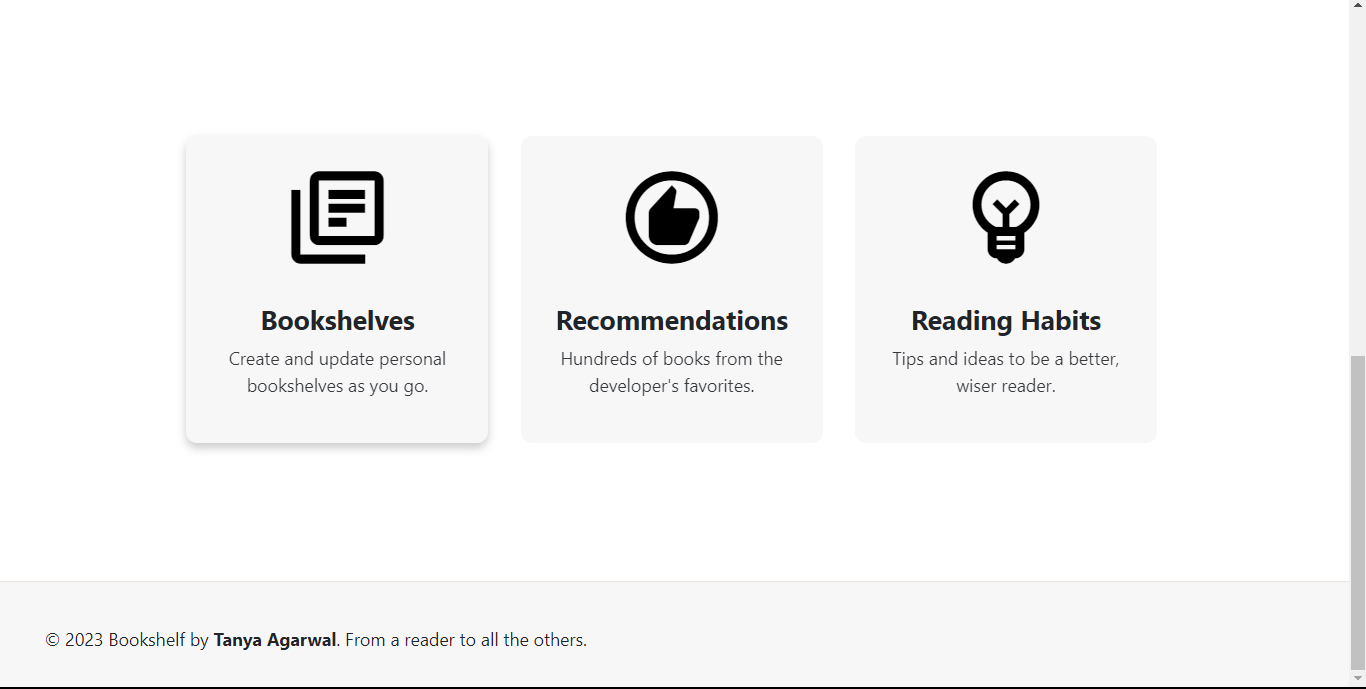 Bookshelves
Create and update personal
bookshelves as you go.
Recommendations
Hundreds of books from the
developer's favorites.
Reading Habits
Tips and ideas to be a better,
wiser reader.
© 2023 Bookshelf by Tanya Agarwal. From a reader to all the others.